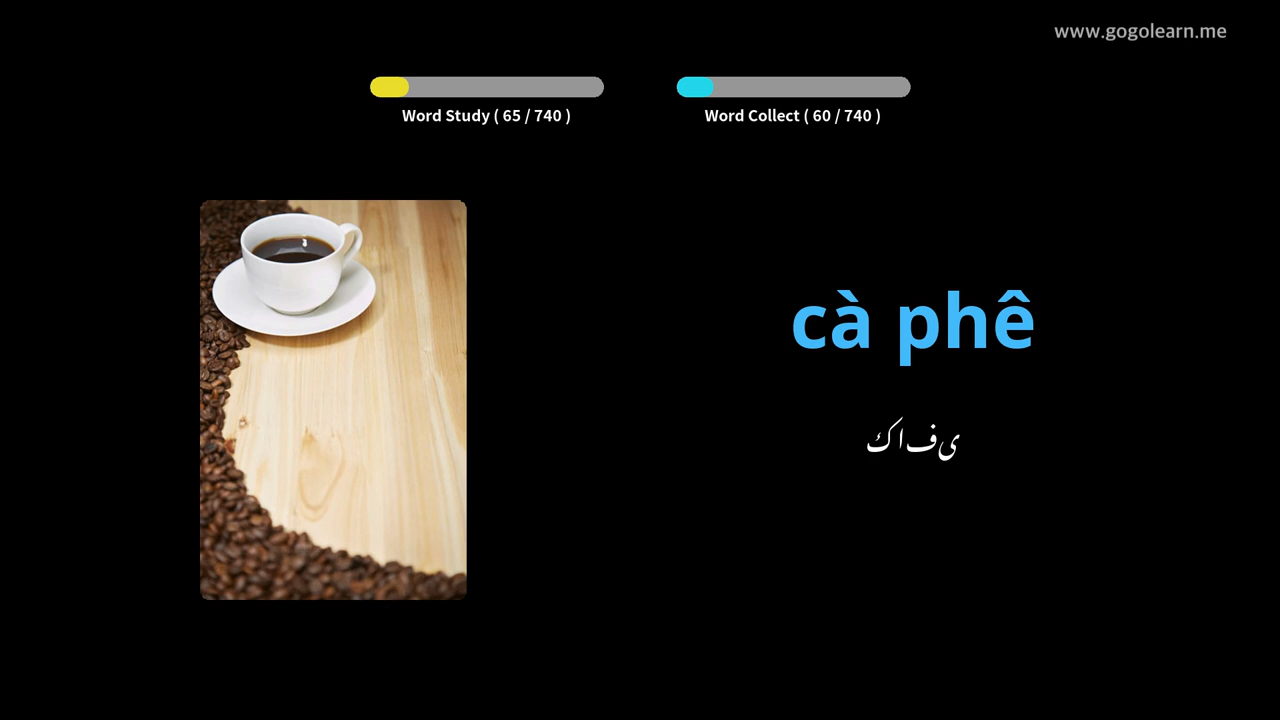 www.gogolearn.me
Word Study ( 65 / 740 )
Word Collect ( 60 / 740 )
cà phê
کافی